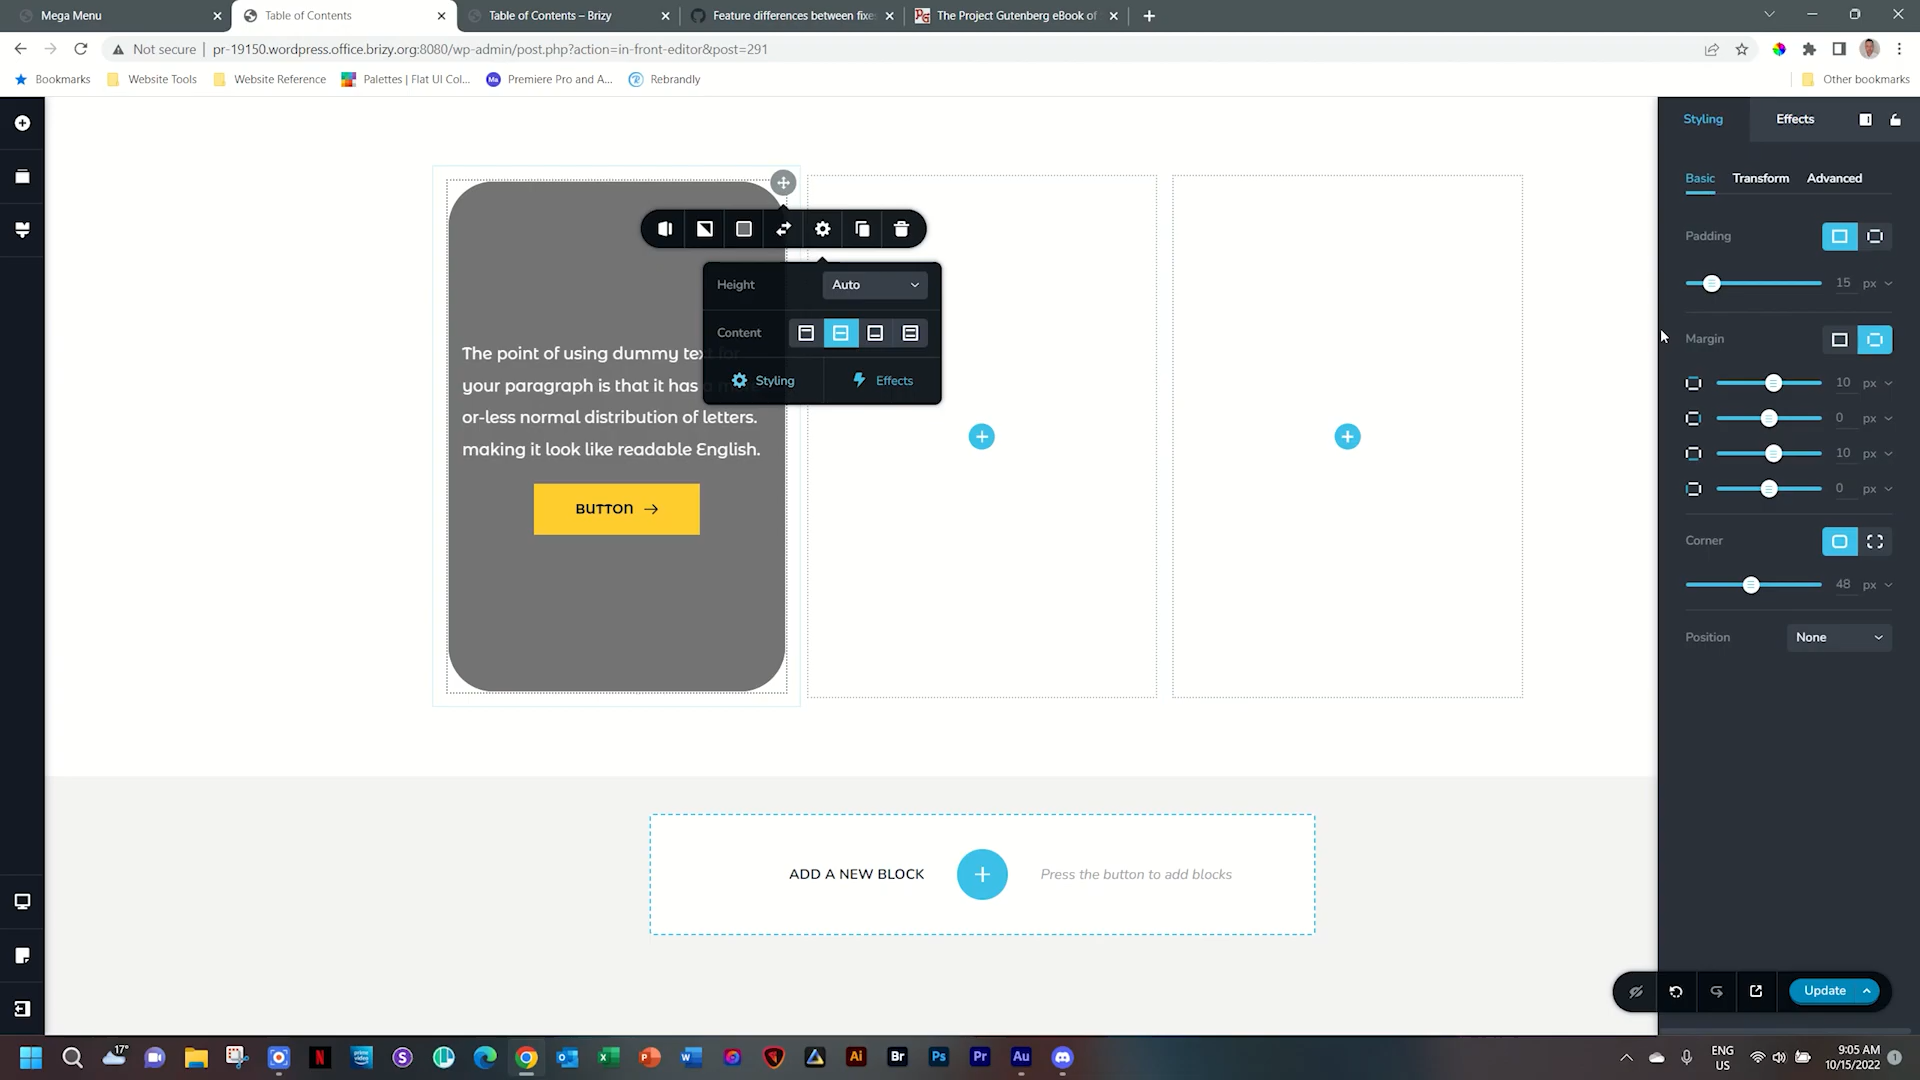 Mega Menu
Table of Contents
Table of Contents – Brizy
Feature differences between fixe
The Project Gutenberg eBook of
Not secure
pr-19150.wordpress.office.brizy.org:8080/wp-admin/post.php?action=in-front-editor&post=291
Bookmarks
Website Tools
Website Reference
Palettes | Flat UI Col...
Premiere Pro and A...
Rebrandly
Other bookmarks
Styling
Effects
Basic
Transform
Advanced
Padding
15 px
Margin
10 px
0 px
10 px
0 px
Corner
48 px
Position
None
Height
Auto
Content
Styling
Effects
The point of using dummy text for
your paragraph is that it has a more-
or-less normal distribution of letters.
making it look like readable English.
BUTTON
ADD A NEW BLOCK
Press the button to add blocks
Update
17°
ENG
US
9:05 AM
10/15/2022
1